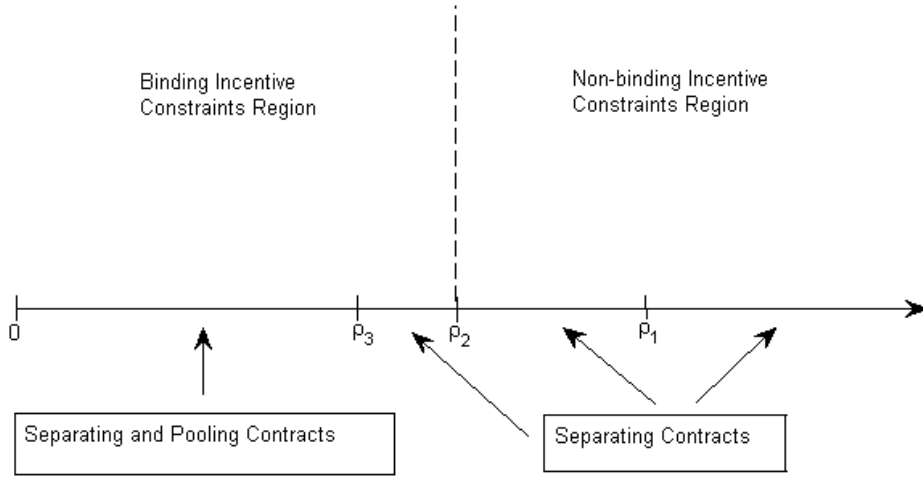 Binding Incentive
Constraints Region
Non-binding Incentive
Constraints Region
0
ρ3
ρ2
ρ1
Separating and Pooling Contracts
Separating Contracts